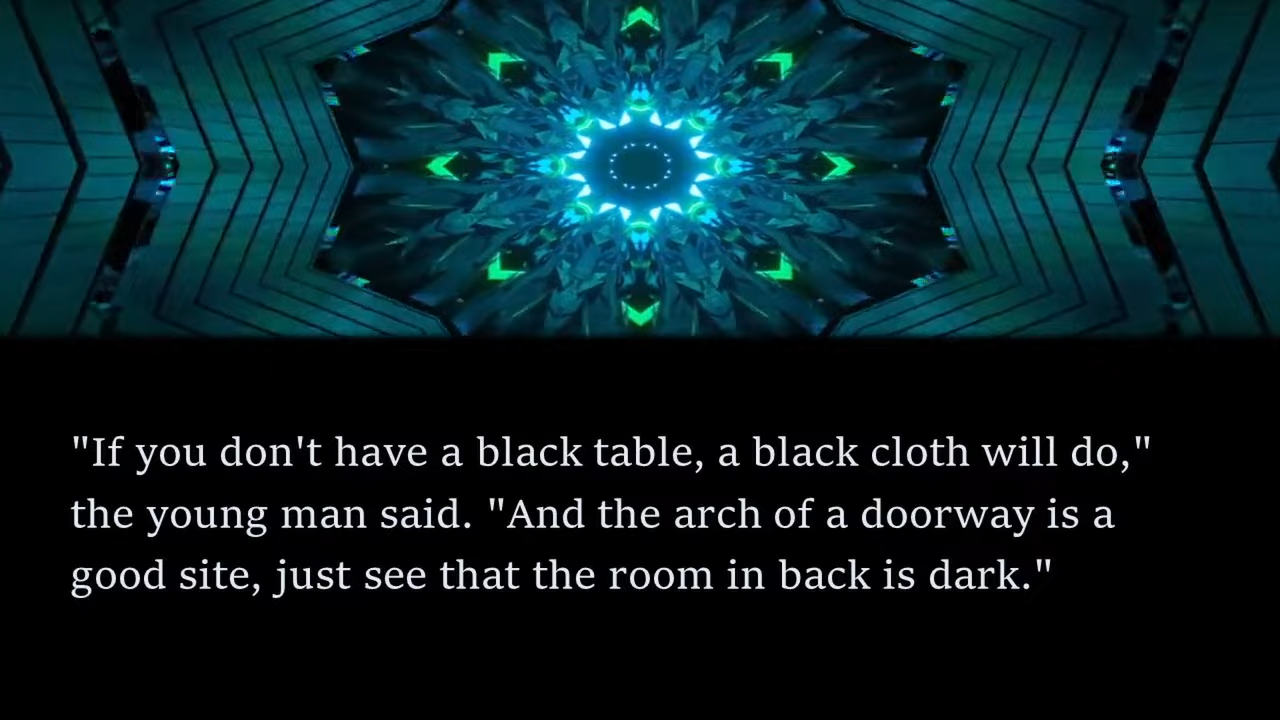 "If you don't have a black table, a black cloth will do,"
the young man said. "And the arch of a doorway is a
good site, just see that the room in back is dark."